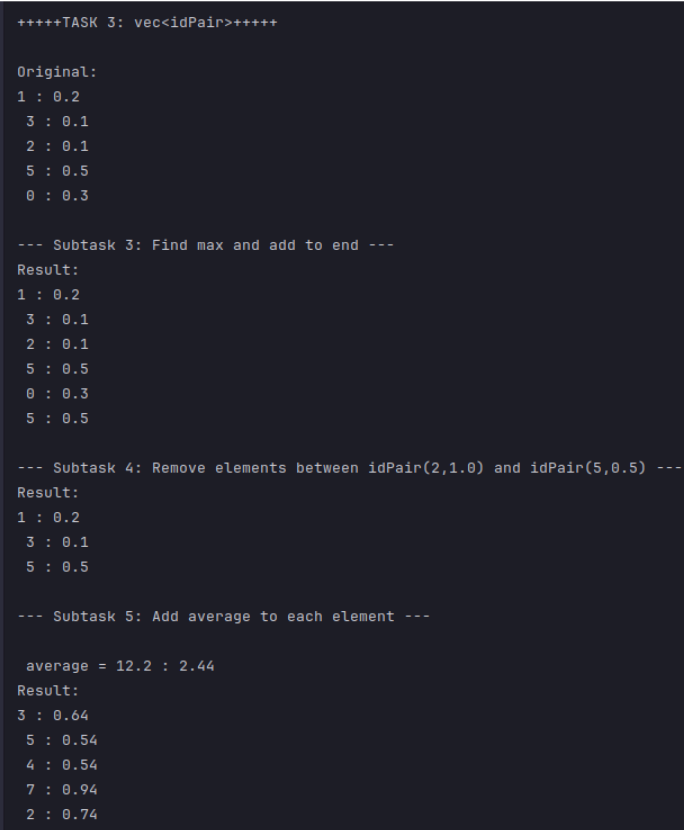 +++++TASK 3: vec<idPair>+++++
Original:
1 : 0.2
3 : 0.1
2 : 0.1
5 : 0.5
0 : 0.3
--- Subtask 3: Find max and add to end ---
Result:
1 : 0.2
3 : 0.1
2 : 0.1
5 : 0.5
0 : 0.3
5 : 0.5
--- Subtask 4: Remove elements between idPair(2,1.0) and idPair(5,0.5) ---
Result:
1 : 0.2
3 : 0.1
5 : 0.5
--- Subtask 5: Add average to each element ---
average = 12.2 : 2.44
Result:
3 : 0.64
5 : 0.54
4 : 0.54
7 : 0.94
2 : 0.74